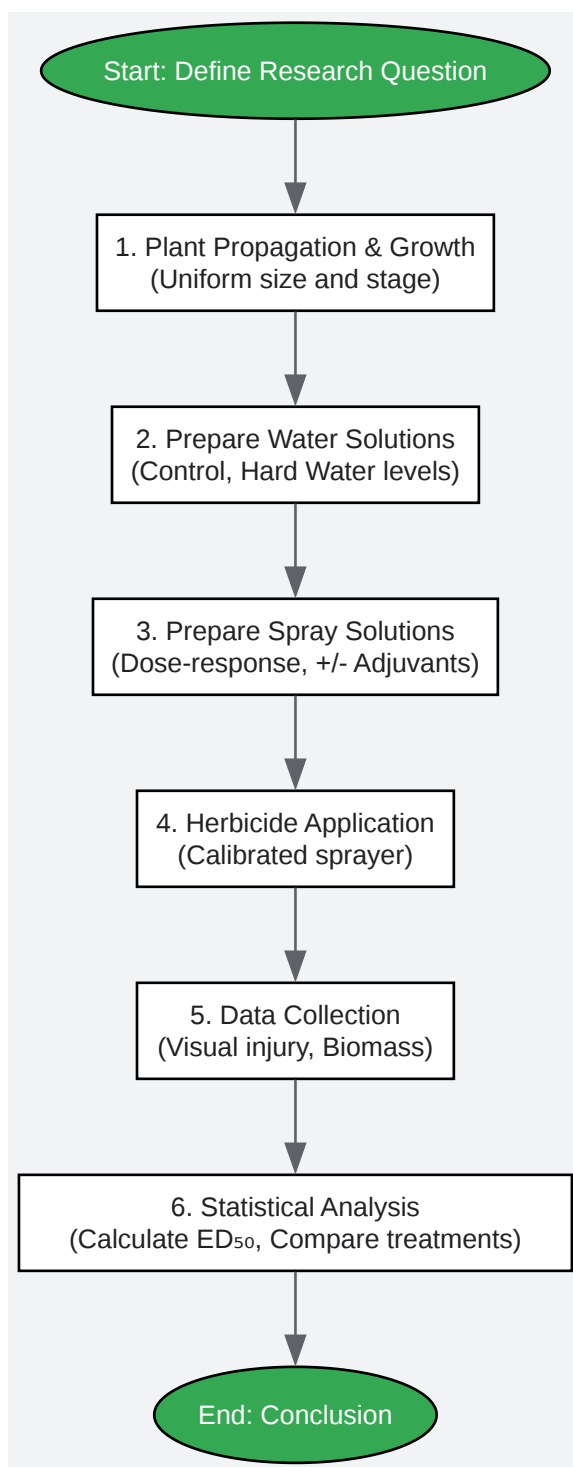 Start: Define Research Question
1. Plant Propagation & Growth
(Uniform size and stage)
2. Prepare Water Solutions
(Control, Hard Water levels)
3. Prepare Spray Solutions
(Dose-response, +/- Adjuvants)
4. Herbicide Application
(Calibrated sprayer)
5. Data Collection
(Visual injury, Biomass)
6. Statistical Analysis
(Calculate ED₅₀, Compare treatments)
End: Conclusion